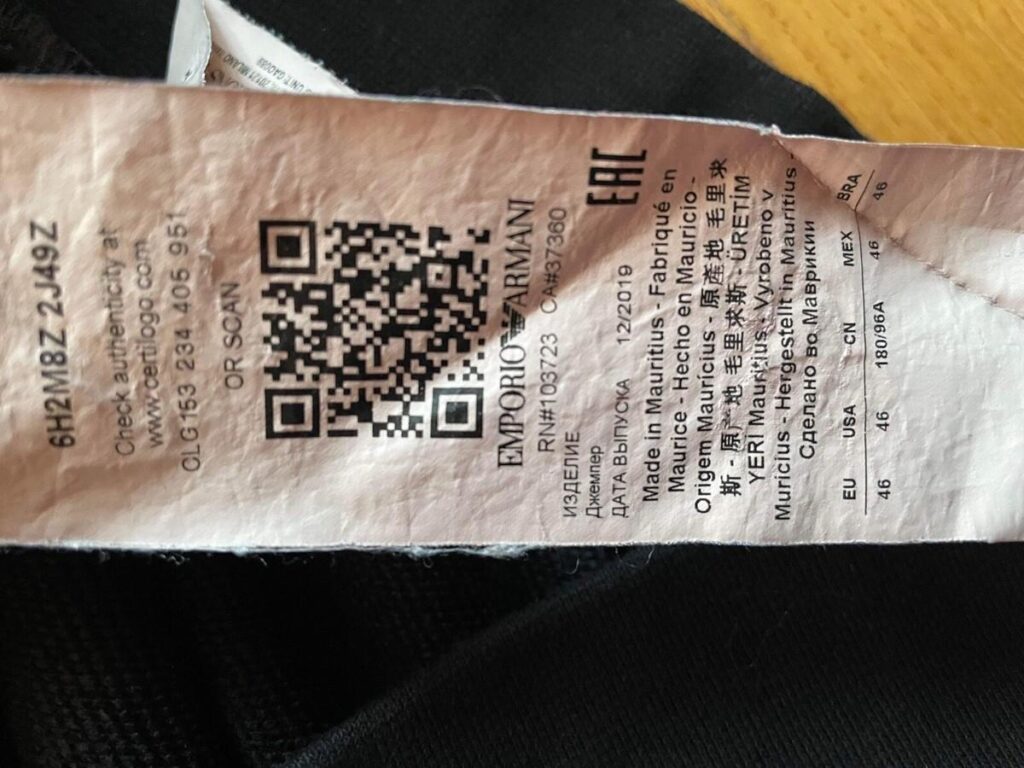 6H2M8Z 2J49Z
Check authenticity at
www.certilogo.com
CLG153 234 405 951
OR SCAN
EMPORIO ARMANI
RN#103723 CA#37360
EAC
ИЗДЕЛИЕ
Джемпер
ДАТА ВЫПУСКА 12/2019
Made in Mauritius - Fabriqué en
Maurice - Hecho en Mauricio -
Origem Maurícius - 原產地 毛里求
斯 - 原产地 毛里求斯 - ÜRETİM
YERI Mauritius - Vyrobeno v
Muricius - Hergestellt in Mauritius -
Сделано во Маврикии
EU USA CN MEX BRA
46 46 180/96A 46 46
20121 MILANO